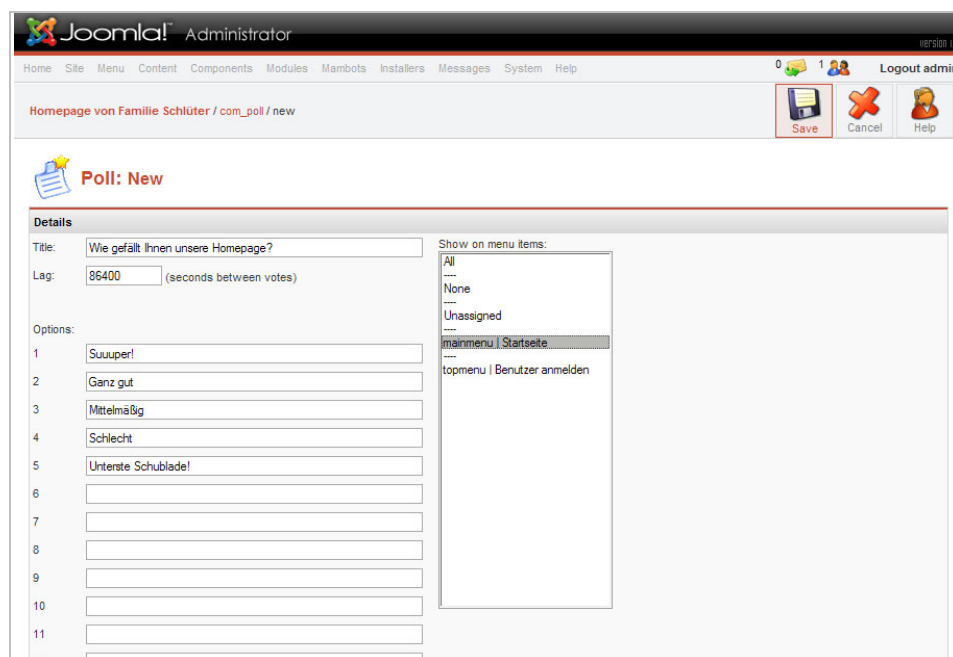 Joomla!™ Administrator
version
Home Site Menu Content Components Modules Mambots Installers Messages System Help 0 1 Logout admi
Homepage von Familie Schlüter / com_poll / new
Save Cancel Help
Poll: New
Details
Title: Wie gefällt Ihnen unsere Homepage? Show on menu items:
Lag: 86400 (seconds between votes)
All
----
None
----
Unassigned
----
mainmenu | Startseite
----
topmenu | Benutzer anmelden
Options:
1 Suuuper!
2 Ganz gut
3 Mittelmäßig
4 Schlecht
5 Unterste Schublade!
6
7
8
9
10
11